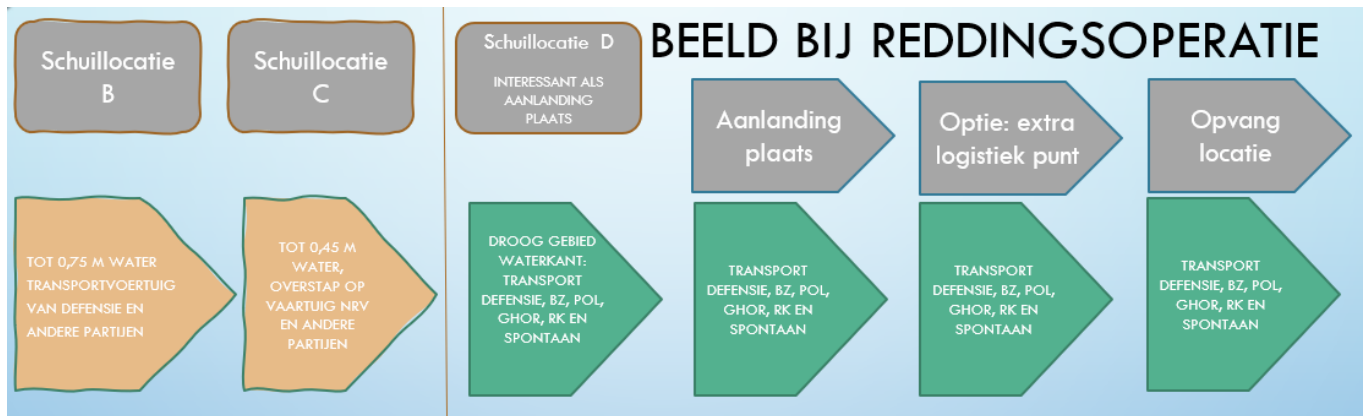 BEELD BIJ REDDINGSOPERATIE
Schuillocatie
B
Schuillocatie
C
Schuillocatie D
INTERESSANT ALS
AANLANDING
PLAATS
Aanlanding
plaats
Optie: extra
logistiek punt
Opvang
locatie
TOT 0,75 M WATER
TRANSPORTVOERTUIG
VAN DEFENSIE EN
ANDERE PARTIJEN
TOT 0,45 M
WATER,
OVERSTAP OP
VAARTUIG NRV
EN ANDERE
PARTIJEN
DROOG GEBIED
WATERKANT:
TRANSPORT
DEFENSIE, BZ, POL,
GHOR, RK EN
SPONTAAN
TRANSPORT
DEFENSIE, BZ, POL,
GHOR, RK EN
SPONTAAN
TRANSPORT
DEFENSIE, BZ, POL,
GHOR, RK EN
SPONTAAN
TRANSPORT
DEFENSIE, BZ, POL,
GHOR, RK EN
SPONTAAN